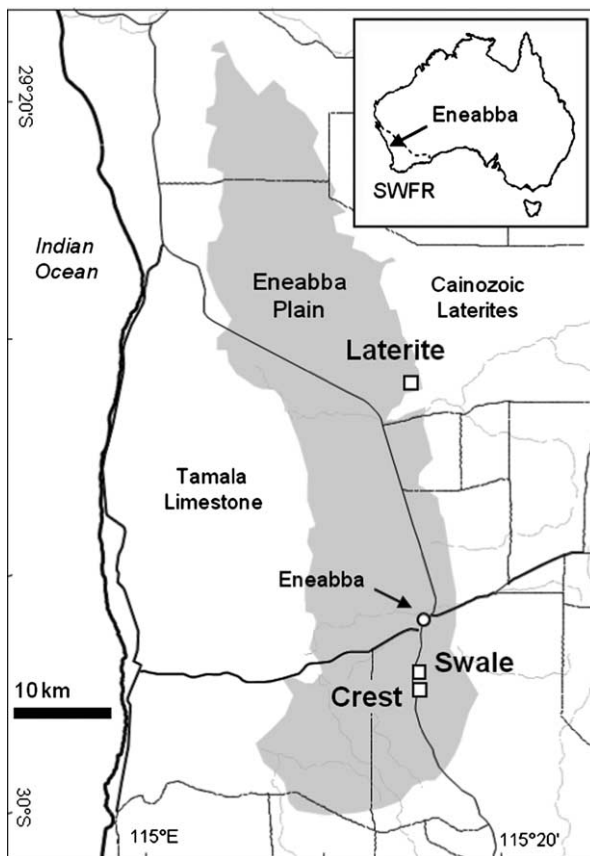 29°20S
Eneabba
SWFR
Indian
Ocean
Eneabba
Plain
Cainozoic
Laterites
Laterite
Tamala
Limestone
Eneabba
Swale
Crest
10 km
30°S
115°E
115°20'